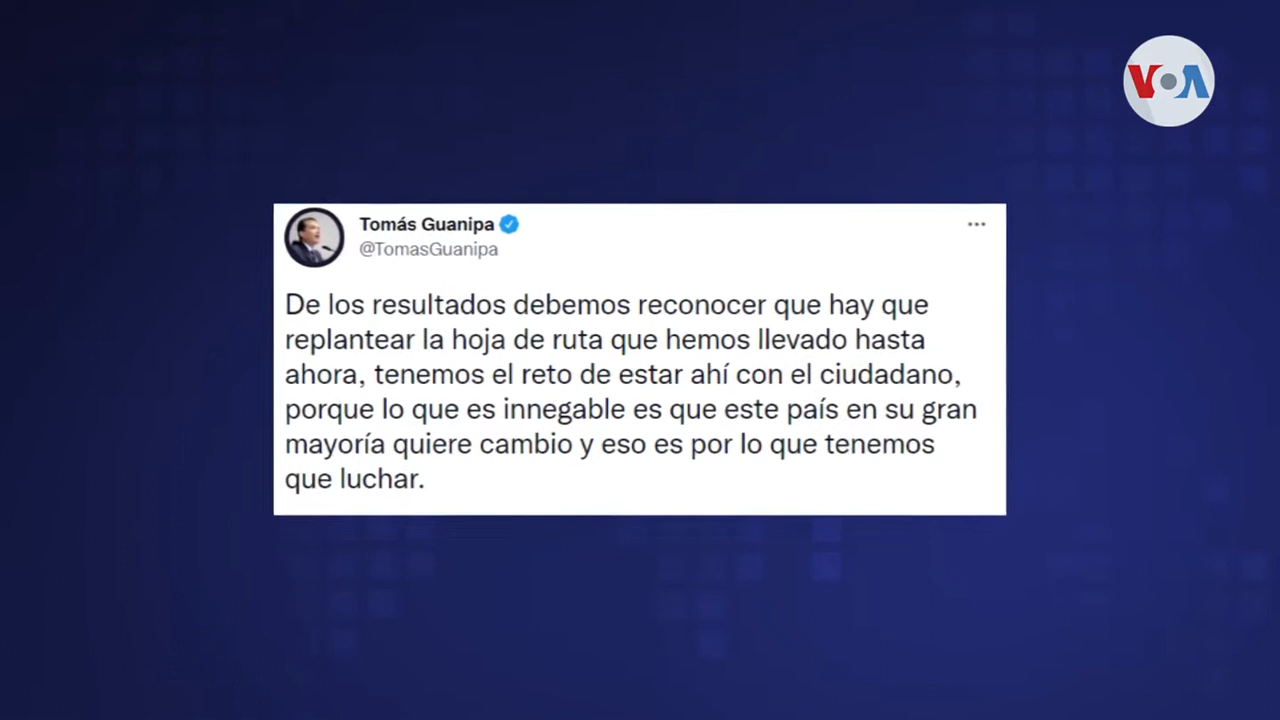 VOA
Tomás Guanipa
@TomasGuanipa
De los resultados debemos reconocer que hay que
replantear la hoja de ruta que hemos llevado hasta
ahora, tenemos el reto de estar ahí con el ciudadano,
porque lo que es innegable es que este país en su gran
mayoría quiere cambio y eso es por lo que tenemos
que luchar.